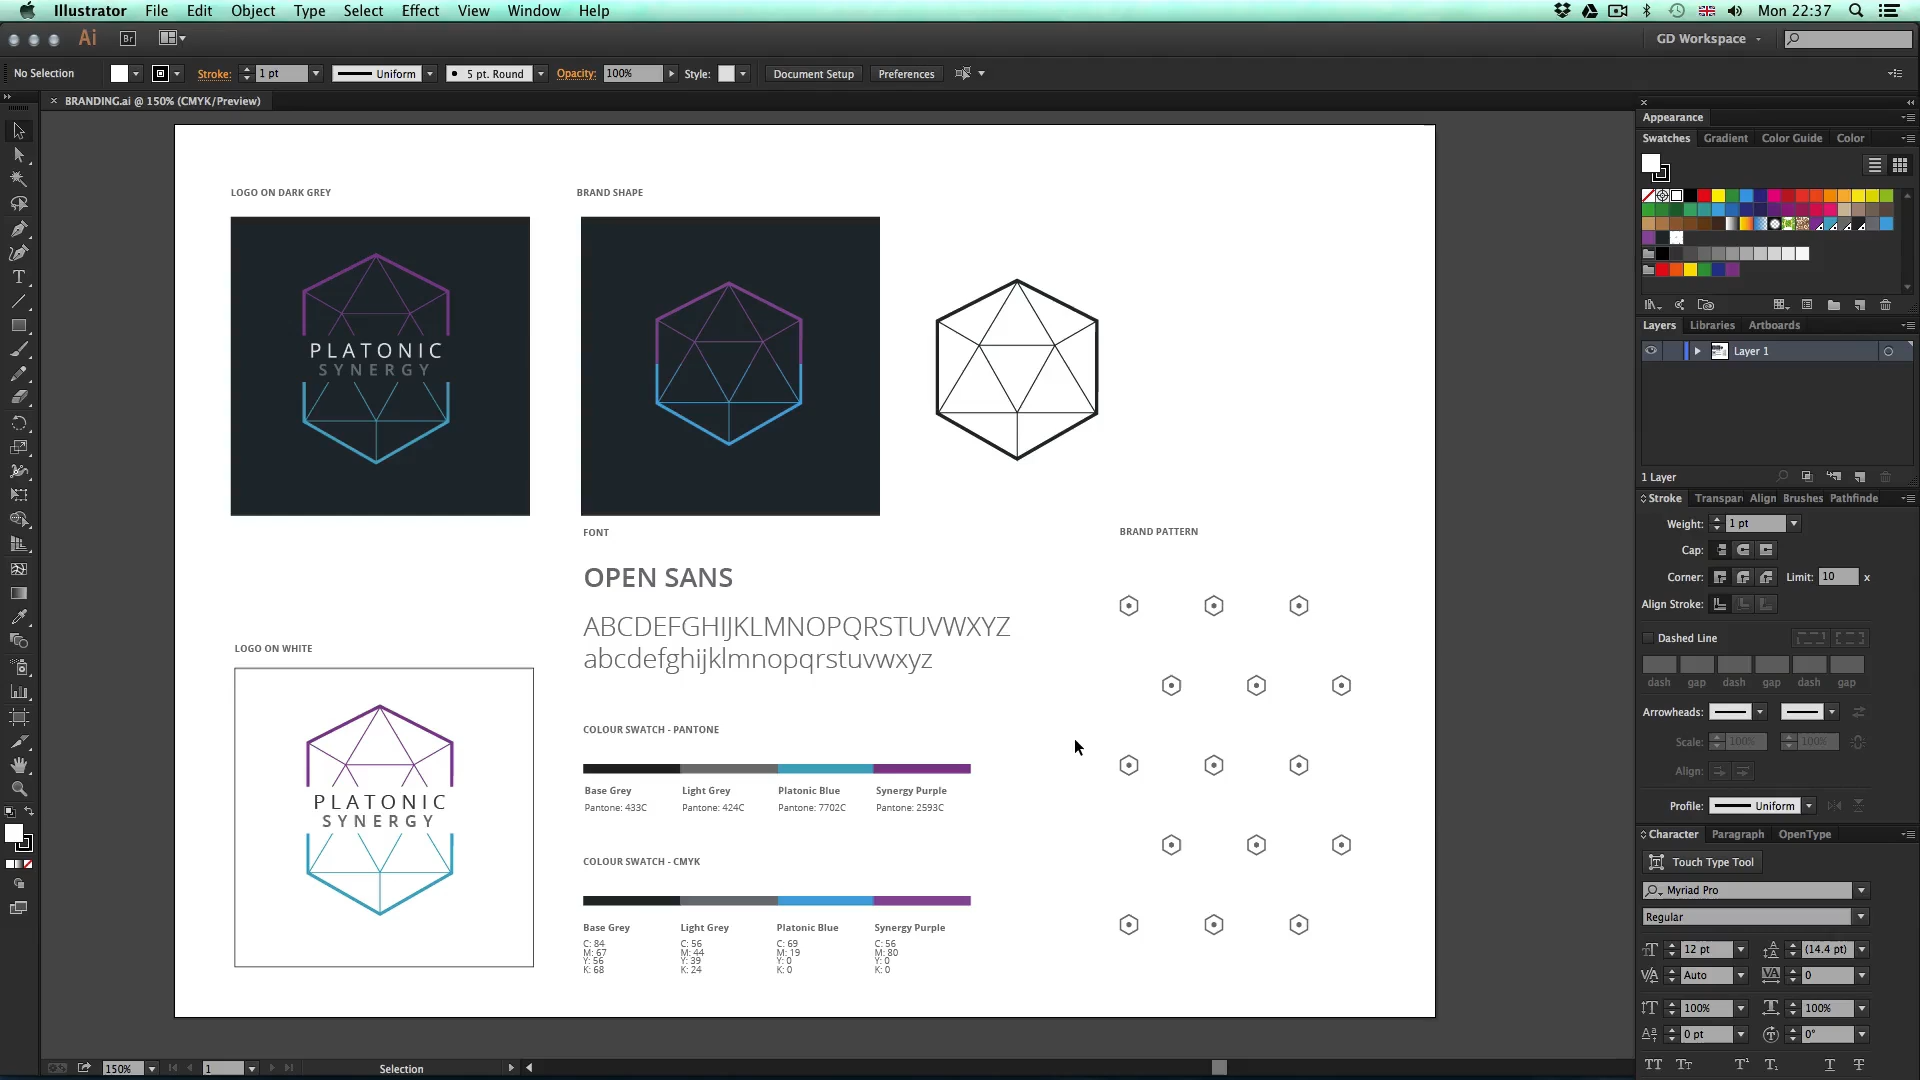 Illustrator File Edit Object Type Select Effect View Window Help
Mon 22:37
Ai Br
GD Workspace
No Selection
Stroke: 1 pt Uniform 5 pt. Round Opacity: 100% Style: Document Setup Preferences
× BRANDING.ai @ 150% (CMYK/Preview)
LOGO ON DARK GREY
PLATONIC
SYNERGY
BRAND SHAPE
FONT
OPEN SANS
ABCDEFGHIJKLMNOPQRSTUVWXYZ
abcdefghijklmnopqrstuvwxyz
BRAND PATTERN
LOGO ON WHITE
PLATONIC
SYNERGY
COLOUR SWATCH - PANTONE
Base Grey Light Grey Platonic Blue Synergy Purple
Pantone: 433C Pantone: 424C Pantone: 7702C Pantone: 2593C
COLOUR SWATCH - CMYK
Base Grey Light Grey Platonic Blue Synergy Purple
C: 84 C: 56 C: 69 C: 56
M: 67 M: 44 M: 19 M: 80
Y: 56 Y: 39 Y: 0 Y: 0
K: 68 K: 24 K: 0 K: 0
150% 1 Selection
Appearance
Swatches Gradient Color Guide Color
Layers Libraries Artboards
Layer 1
1 Layer
Stroke Transpar Align Brushes Pathfinde
Weight: 1 pt
Cap:
Corner: Limit: 10 x
Align Stroke:
Dashed Line
dash gap dash gap dash gap
Arrowheads:
Scale: 100% 100%
Align:
Profile: Uniform
Character Paragraph OpenType
Touch Type Tool
Myriad Pro
Regular
12 pt (14.4 pt)
Auto 0
100% 100%
0 pt 0°